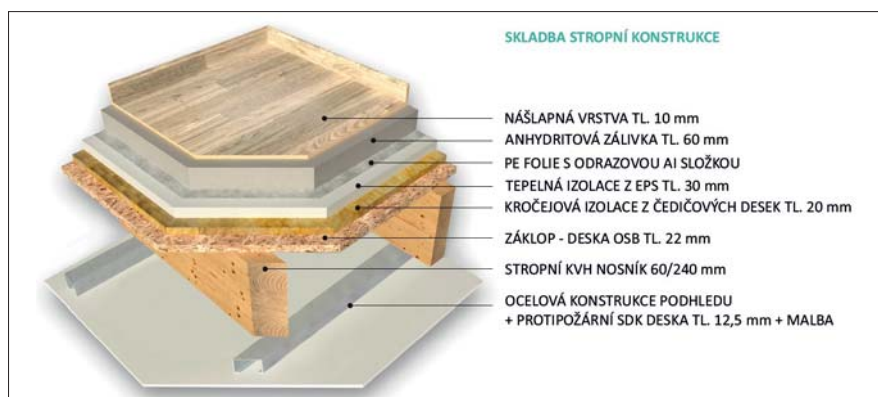 SKLADBA STROPNÍ KONSTRUKCE
NÁŠLAPNÁ VRSTVA TL. 10 mm
ANHYDRITOVÁ ZÁLIVKA TL. 60 mm
PE FOLIE S ODRAZOVOU Al SLOŽKOU
TEPELNÁ IZOLACE Z EPS TL. 30 mm
KROČEJOVÁ IZOLACE Z ČEDIČOVÝCH DESEK TL. 20 mm
ZÁKLOP - DESKA OSB TL. 22 mm
STROPNÍ KVH NOSNÍK 60/240 mm
OCELOVÁ KONSTRUKCE PODHLEDU
+ PROTIPOŽÁRNÍ SDK DESKA TL. 12,5 mm + MALBA